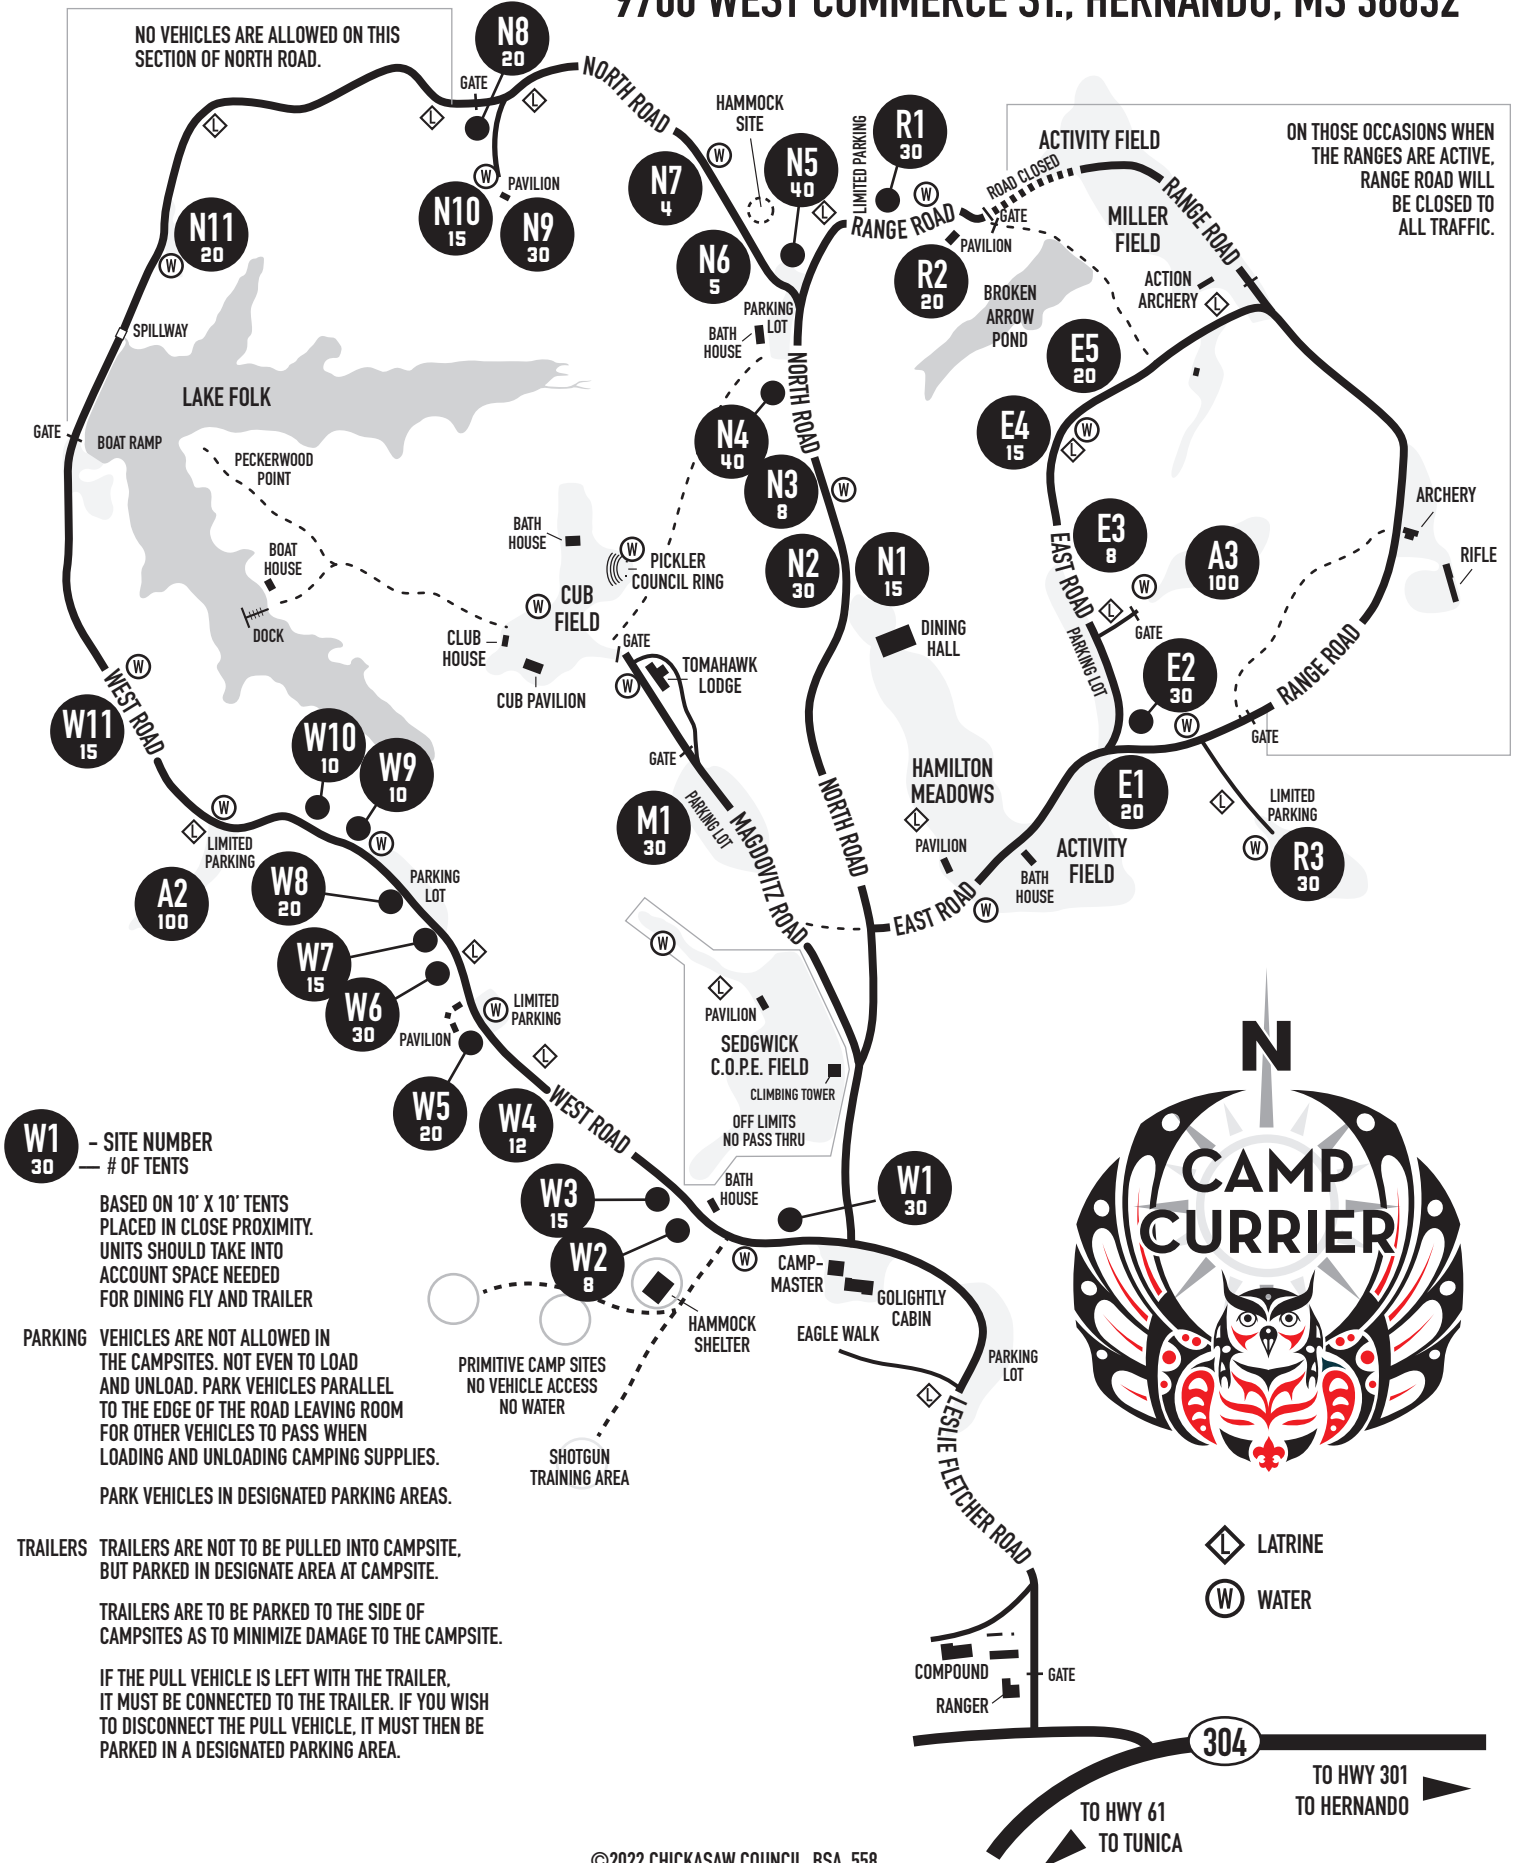 9700 WEST COMMERCE ST., HERNANDO, MS 38632
NO VEHICLES ARE ALLOWED ON THIS
SECTION OF NORTH ROAD.
N8
20
GATE
L
L
L
NORTH ROAD
HAMMOCK
SITE
W
N7
4
N5
40
L
LIMITED PARKING
R1
30
W
RANGE ROAD
ROAD CLOSED
ACTIVITY FIELD
RANGE ROAD
ON THOSE OCCASIONS WHEN
THE RANGES ARE ACTIVE,
RANGE ROAD WILL
BE CLOSED TO
ALL TRAFFIC.
W
PAVILION
N10
15
N9
30
N11
20
W
N6
5
GATE
PAVILION
R2
20
MILLER
FIELD
ACTION
ARCHERY
L
BROKEN
ARROW
POND
SPILLWAY
PARKING
LOT
BATH
HOUSE
NORTH ROAD
E5
20
LAKE FOLK
GATE
BOAT RAMP
N4
40
E4
15
W
L
PECKERWOOD
POINT
N3
8
W
ARCHERY
RIFLE
BATH
HOUSE
W
PICKLER
COUNCIL RING
N2
30
N1
15
EAST ROAD
E3
8
A3
100
W
L
GATE
BOAT
HOUSE
W
CUB
FIELD
DOCK
CLUB
HOUSE
CUB PAVILION
GATE
W
TOMAHAWK
LODGE
DINING
HALL
PARKING LOT
E2
30
W
RANGE ROAD
GATE
W
WEST ROAD
W11
15
W10
10
W9
10
GATE
PARKING LOT
M1
30
MAGDOVITZ ROAD
NORTH ROAD
HAMILTON
MEADOWS
L
PAVILION
E1
20
L
LIMITED
PARKING
W
R3
30
W
L
LIMITED
PARKING
W
A2
100
W8
20
PARKING
LOT
BATH
HOUSE
ACTIVITY
FIELD
EAST ROAD
W
W7
15
L
W6
30
W
LIMITED
PARKING
PAVILION
L
W
L
PAVILION
SEDGWICK
C.O.P.E. FIELD
CLIMBING TOWER
OFF LIMITS
NO PASS THRU
W5
20
W4
12
WEST ROAD
W1
30
- SITE NUMBER
— # OF TENTS
BASED ON 10' X 10' TENTS
PLACED IN CLOSE PROXIMITY.
UNITS SHOULD TAKE INTO
ACCOUNT SPACE NEEDED
FOR DINING FLY AND TRAILER
W3
15
W2
8
BATH
HOUSE
W
W1
30
CAMP-
MASTER
GOLIGHTLY
CABIN
EAGLE WALK
HAMMOCK
SHELTER
PRIMITIVE CAMP SITES
NO VEHICLE ACCESS
NO WATER
SHOTGUN
TRAINING AREA
PARKING
LOT
L
LESLIE FLETCHER ROAD
PARKING VEHICLES ARE NOT ALLOWED IN
THE CAMPSITES. NOT EVEN TO LOAD
AND UNLOAD. PARK VEHICLES PARALLEL
TO THE EDGE OF THE ROAD LEAVING ROOM
FOR OTHER VEHICLES TO PASS WHEN
LOADING AND UNLOADING CAMPING SUPPLIES.
PARK VEHICLES IN DESIGNATED PARKING AREAS.
TRAILERS TRAILERS ARE NOT TO BE PULLED INTO CAMPSITE,
BUT PARKED IN DESIGNATE AREA AT CAMPSITE.
TRAILERS ARE TO BE PARKED TO THE SIDE OF
CAMPSITES AS TO MINIMIZE DAMAGE TO THE CAMPSITE.
IF THE PULL VEHICLE IS LEFT WITH THE TRAILER,
IT MUST BE CONNECTED TO THE TRAILER. IF YOU WISH
TO DISCONNECT THE PULL VEHICLE, IT MUST THEN BE
PARKED IN A DESIGNATED PARKING AREA.
N
CAMP
CURRIER
L LATRINE
W WATER
COMPOUND
RANGER
GATE
304
TO HWY 301
TO HERNANDO
TO HWY 61
TO TUNICA
©2022 CHICKASAW COUNCIL, BSA, 558